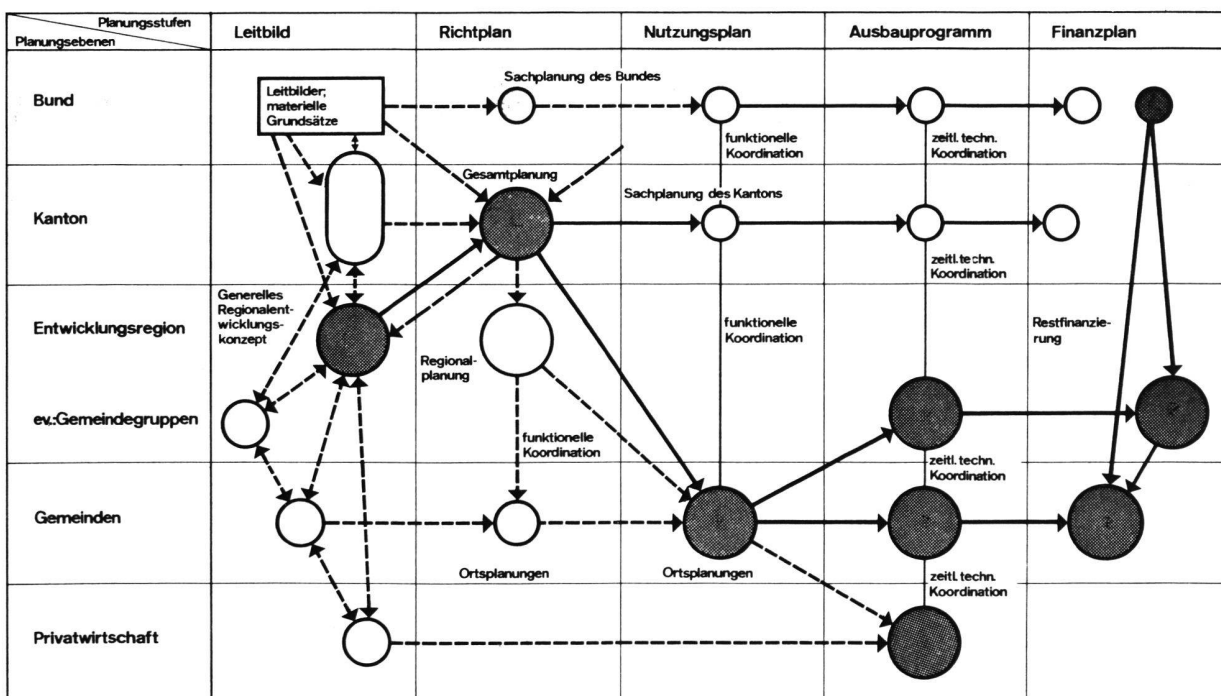 Planungsstufen
Planungsebenen
Leitbild
Richtplan
Nutzungsplan
Ausbauprogramm
Finanzplan
Bund
Leitbilder;
materielle
Grundsätze
Sachplanung des Bundes
funktionelle
Koordination
zeitl. techn.
Koordination
Kanton
Gesamtplanung
Sachplanung des Kantons
zeitl. techn.
Koordination
Entwicklungsregion
Generelles
Regionalent-
wicklungs-
konzept
Regional-
planung
funktionelle
Koordination
Restfinanzie-
rung
ev.:Gemeindegruppen
funktionelle
Koordination
zeitl. techn.
Koordination
Gemeinden
Ortsplanungen
Ortsplanungen
zeitl. techn.
Koordination
Privatwirtschaft